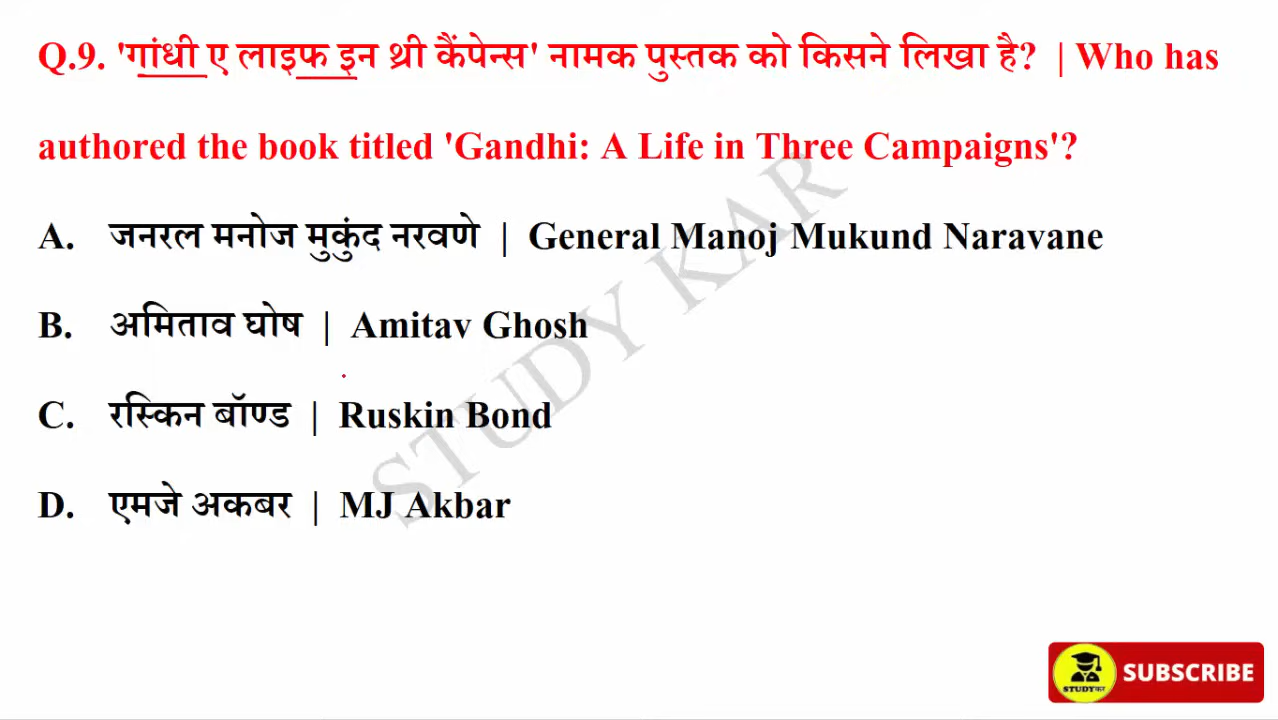 Q.9. 'गांधी ए लाइफ इन थ्री कैंपेन्स' नामक पुस्तक को किसने लिखा है? | Who has
authored the book titled 'Gandhi: A Life in Three Campaigns'?
A. जनरल मनोज मुकुंद नरवणे | General Manoj Mukund Naravane
B. अमिताव घोष | Amitav Ghosh
C. रस्किन बॉण्ड | Ruskin Bond
D. एमजे अकबर | MJ Akbar
STUDY KAR
STUDYकर
SUBSCRIBE